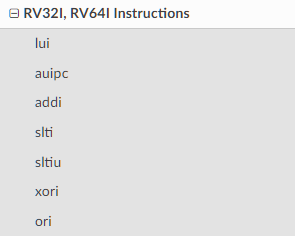 RV32I, RV64I Instructions
lui
auipc
addi
slti
sltiu
xori
ori